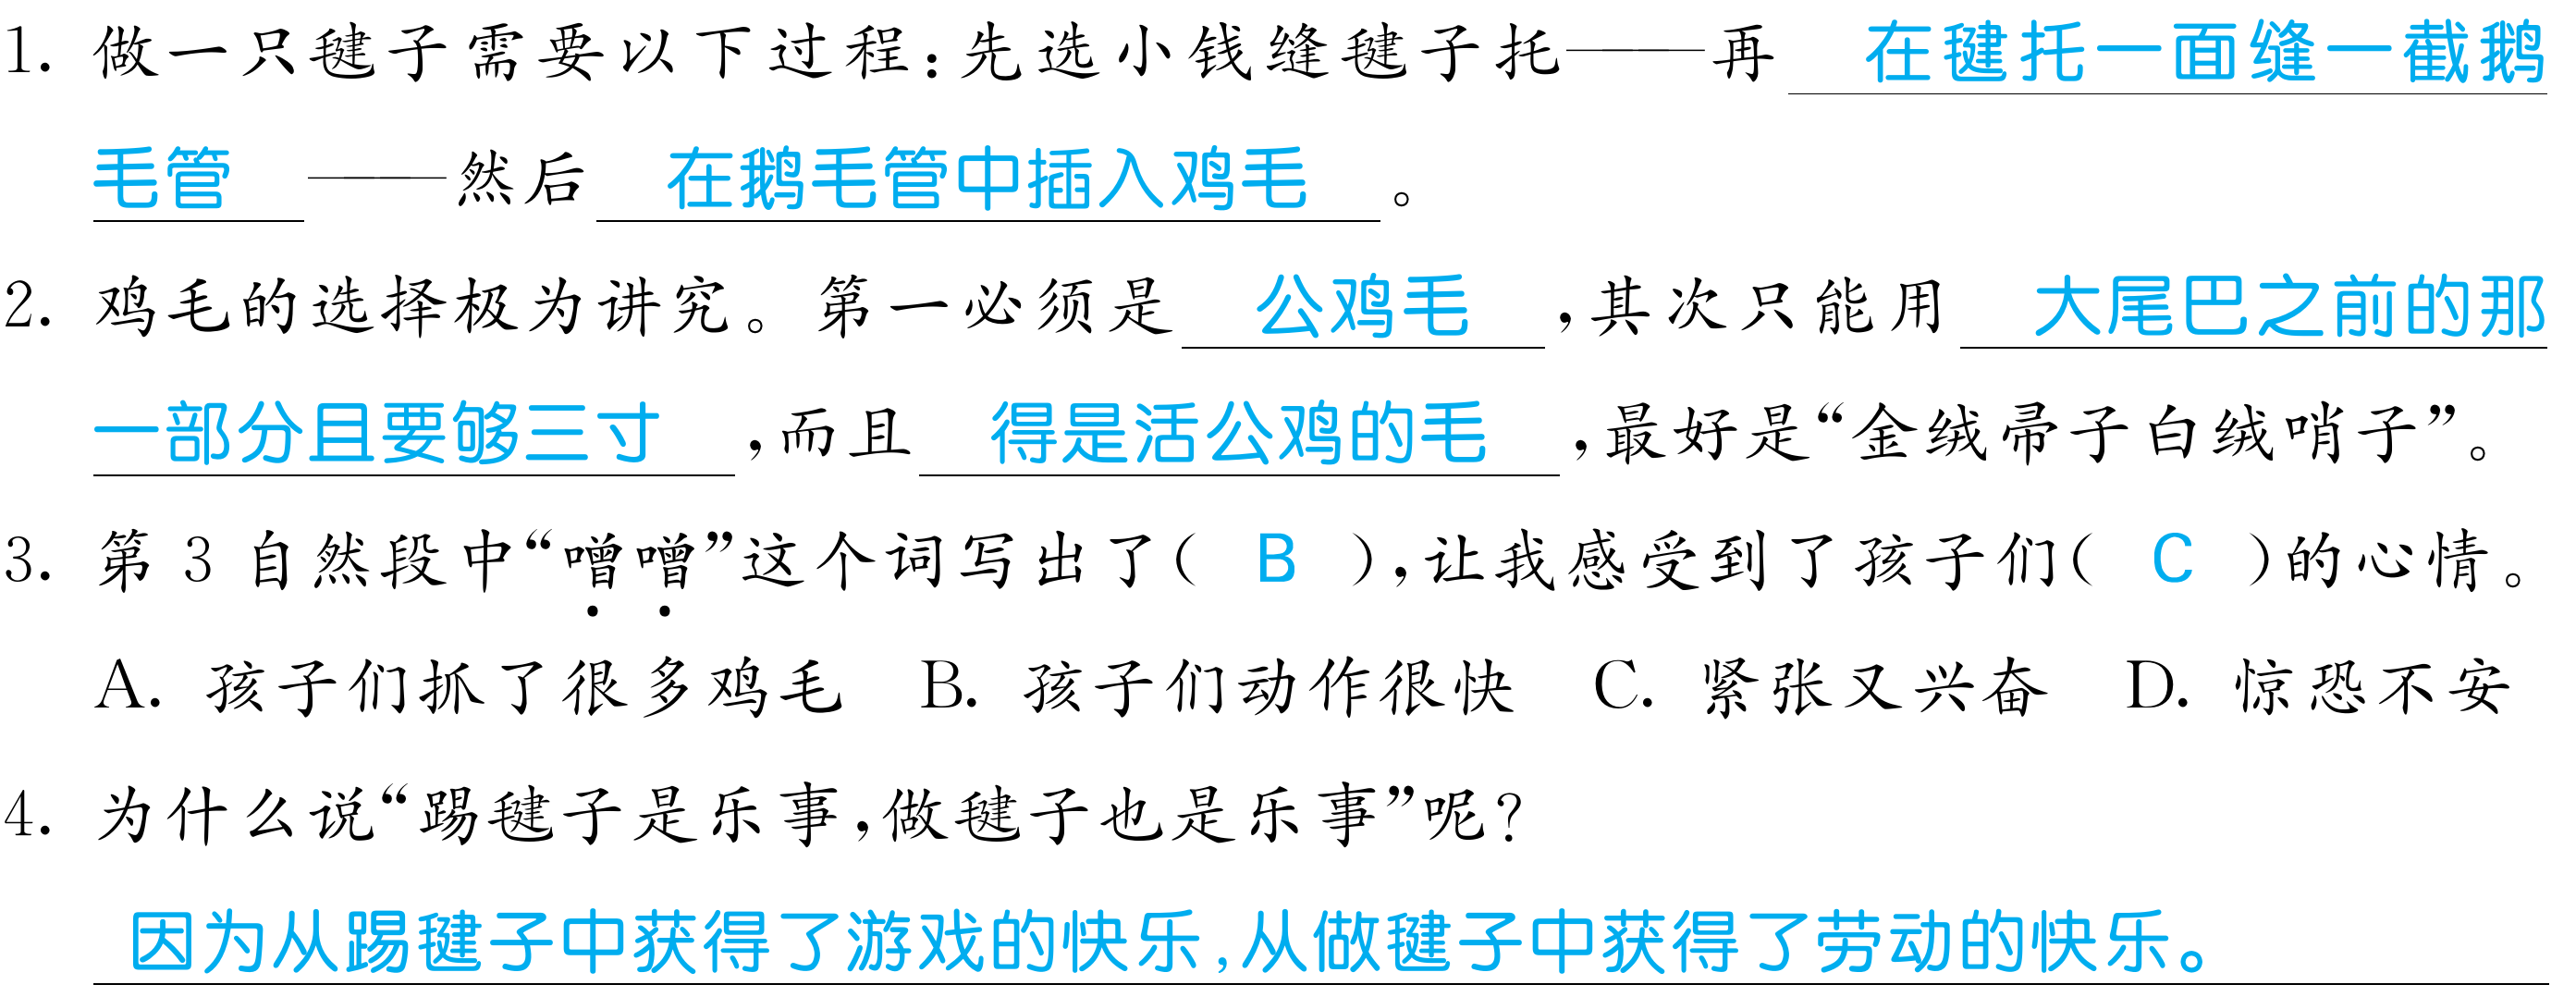 1. 做一只毽子需要以下过程：先选小钱缝毽子托——再 在毽托一面缝一截鹅
毛管 ——然后 在鹅毛管中插入鸡毛 。
2. 鸡毛的选择极为讲究。第一必须是 公鸡毛 ，其次只能用 大尾巴之前的那
一部分且要够三寸 ，而且 得是活公鸡的毛 ，最好是“金绒帚子白绒哨子”。
3. 第 3 自然段中“噌噌”这个词写出了( B )，让我感受到了孩子们( C )的心情。
A. 孩子们抓了很多鸡毛 B. 孩子们动作很快 C. 紧张又兴奋 D. 惊恐不安
4. 为什么说“踢毽子是乐事，做毽子也是乐事”呢？
因为从踢毽子中获得了游戏的快乐，从做毽子中获得了劳动的快乐。